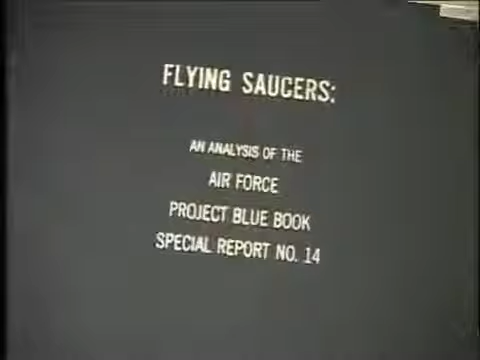 FLYING SAUCERS:
AN ANALYSIS OF THE
AIR FORCE
PROJECT BLUE BOOK
SPECIAL REPORT NO. 14